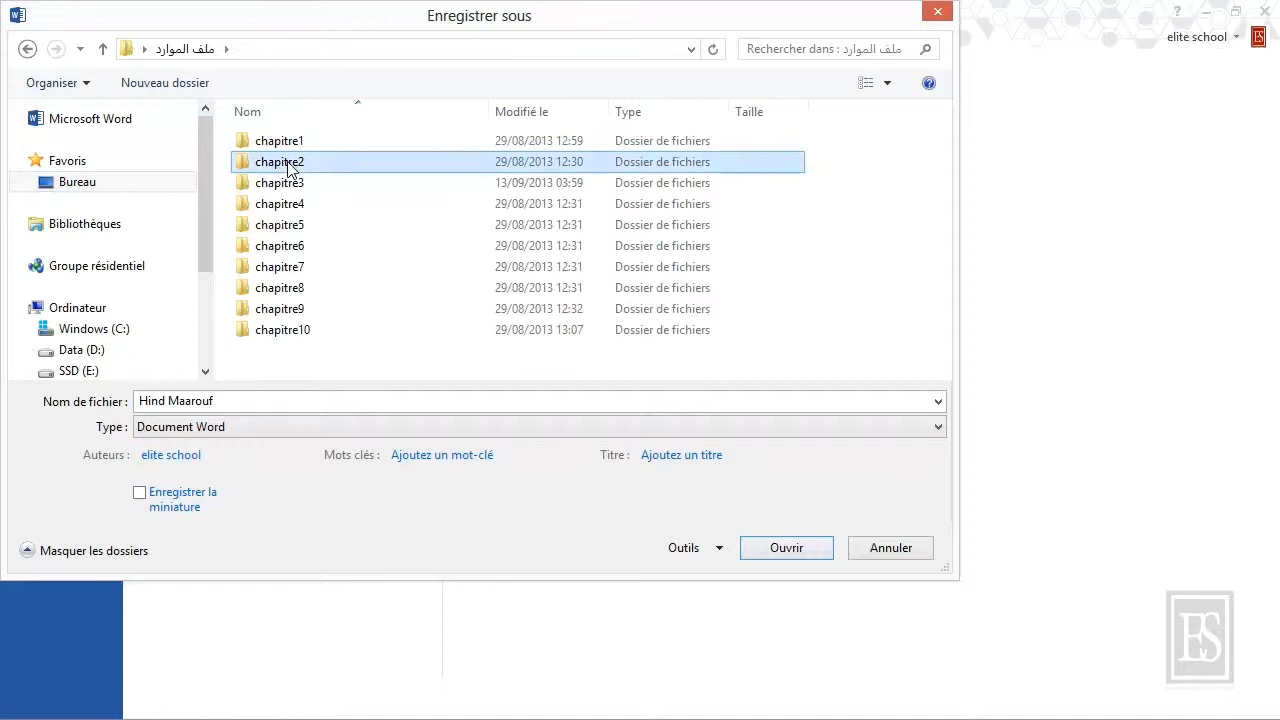 Enregistrer sous
?
ملف الموارد
Rechercher dans : ملف الموارد
elite school
ES
Organiser
Nouveau dossier
Nom Modifié le Type Taille
Microsoft Word
Favoris
Bureau
Bibliothèques
Groupe résidentiel
Ordinateur
Windows (C:)
Data (D:)
SSD (E:)
chapitre1 29/08/2013 12:59 Dossier de fichiers
chapitre2 29/08/2013 12:30 Dossier de fichiers
chapitre3 13/09/2013 03:59 Dossier de fichiers
chapitre4 29/08/2013 12:31 Dossier de fichiers
chapitre5 29/08/2013 12:31 Dossier de fichiers
chapitre6 29/08/2013 12:31 Dossier de fichiers
chapitre7 29/08/2013 12:31 Dossier de fichiers
chapitre8 29/08/2013 12:31 Dossier de fichiers
chapitre9 29/08/2013 12:32 Dossier de fichiers
chapitre10 29/08/2013 13:07 Dossier de fichiers
Nom de fichier : Hind Maarouf
Type : Document Word
Auteurs : elite school Mots clés : Ajoutez un mot-clé Titre : Ajoutez un titre
Enregistrer la
miniature
Masquer les dossiers
Outils Ouvrir Annuler
ES